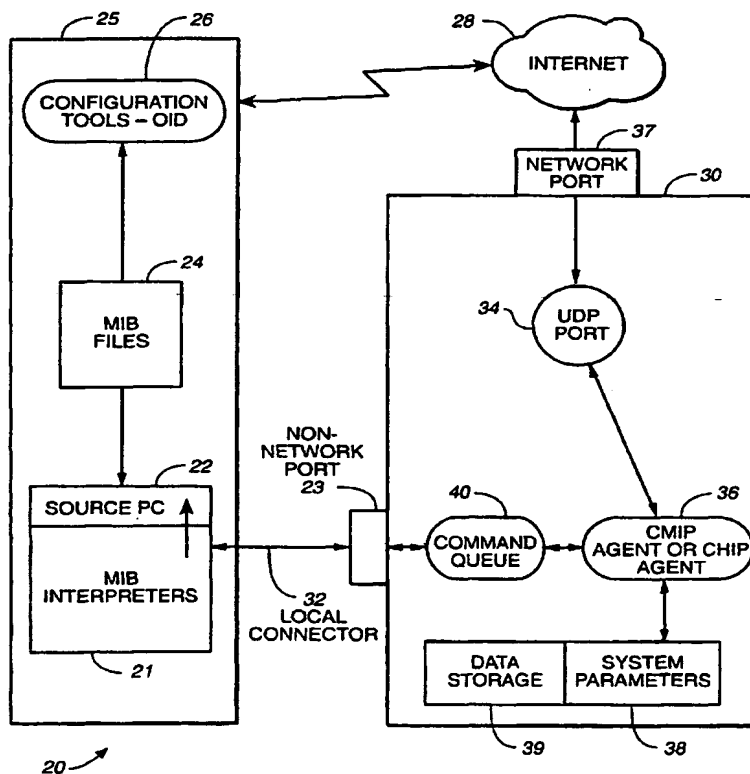 25
26
28
CONFIGURATION
TOOLS – OID
INTERNET
37
NETWORK
PORT
30
24
MIB
FILES
34
UDP
PORT
NON-
NETWORK
PORT
23
22
SOURCE PC
MIB
INTERPRETERS
21
32
LOCAL
CONNECTOR
40
COMMAND
QUEUE
36
CMIP
AGENT OR CHIP
AGENT
DATA
STORAGE
SYSTEM
PARAMETERS
39
38
20